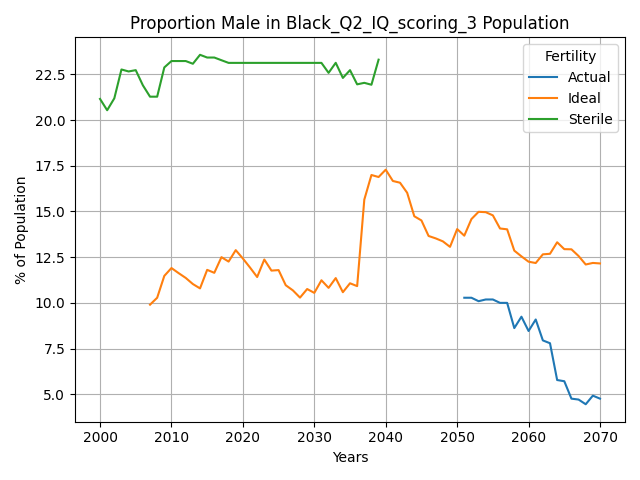 Proportion Male in Black_Q2_IQ_scoring_3 Population
% of Population
22.5
20.0
17.5
15.0
12.5
10.0
7.5
5.0
Fertility
Actual
Ideal
Sterile
2000 2010 2020 2030 2040 2050 2060 2070
Years